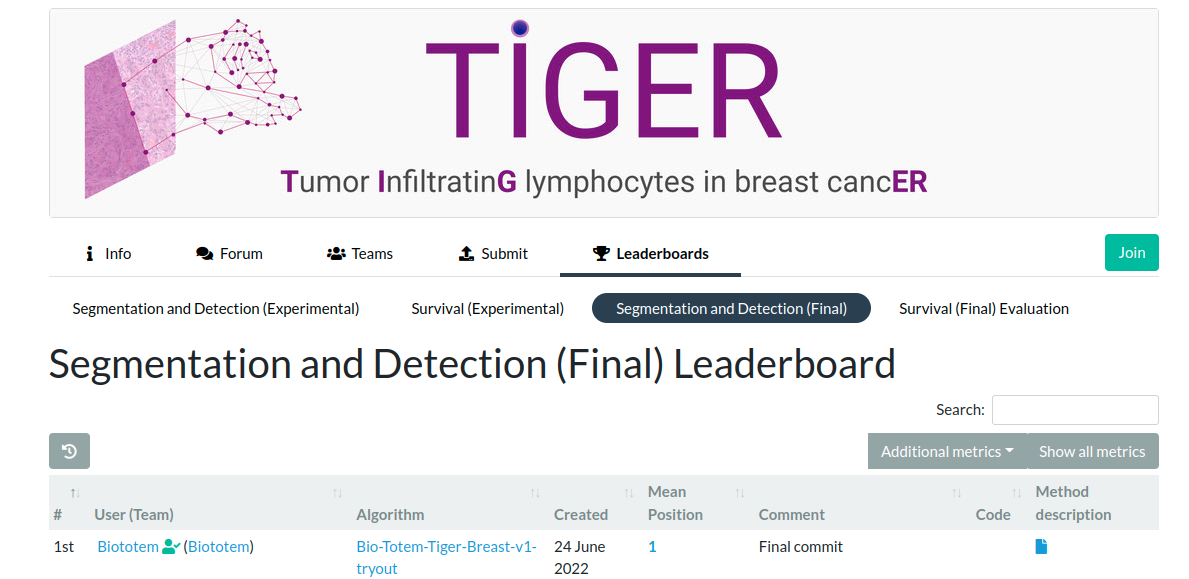 TIGER
Tumor InfiltratinG lymphocytes in breast cancER
Info Forum Teams Submit Leaderboards Join
Segmentation and Detection (Experimental) Survival (Experimental) Segmentation and Detection (Final) Survival (Final) Evaluation
Segmentation and Detection (Final) Leaderboard
Search:
Additional metrics Show all metrics
Mean Method
# User (Team) Algorithm Created Position Comment Code description
1st Biototem (Biototem) Bio-Totem-Tiger-Breast-v1- 24 June 1 Final commit
tryout 2022